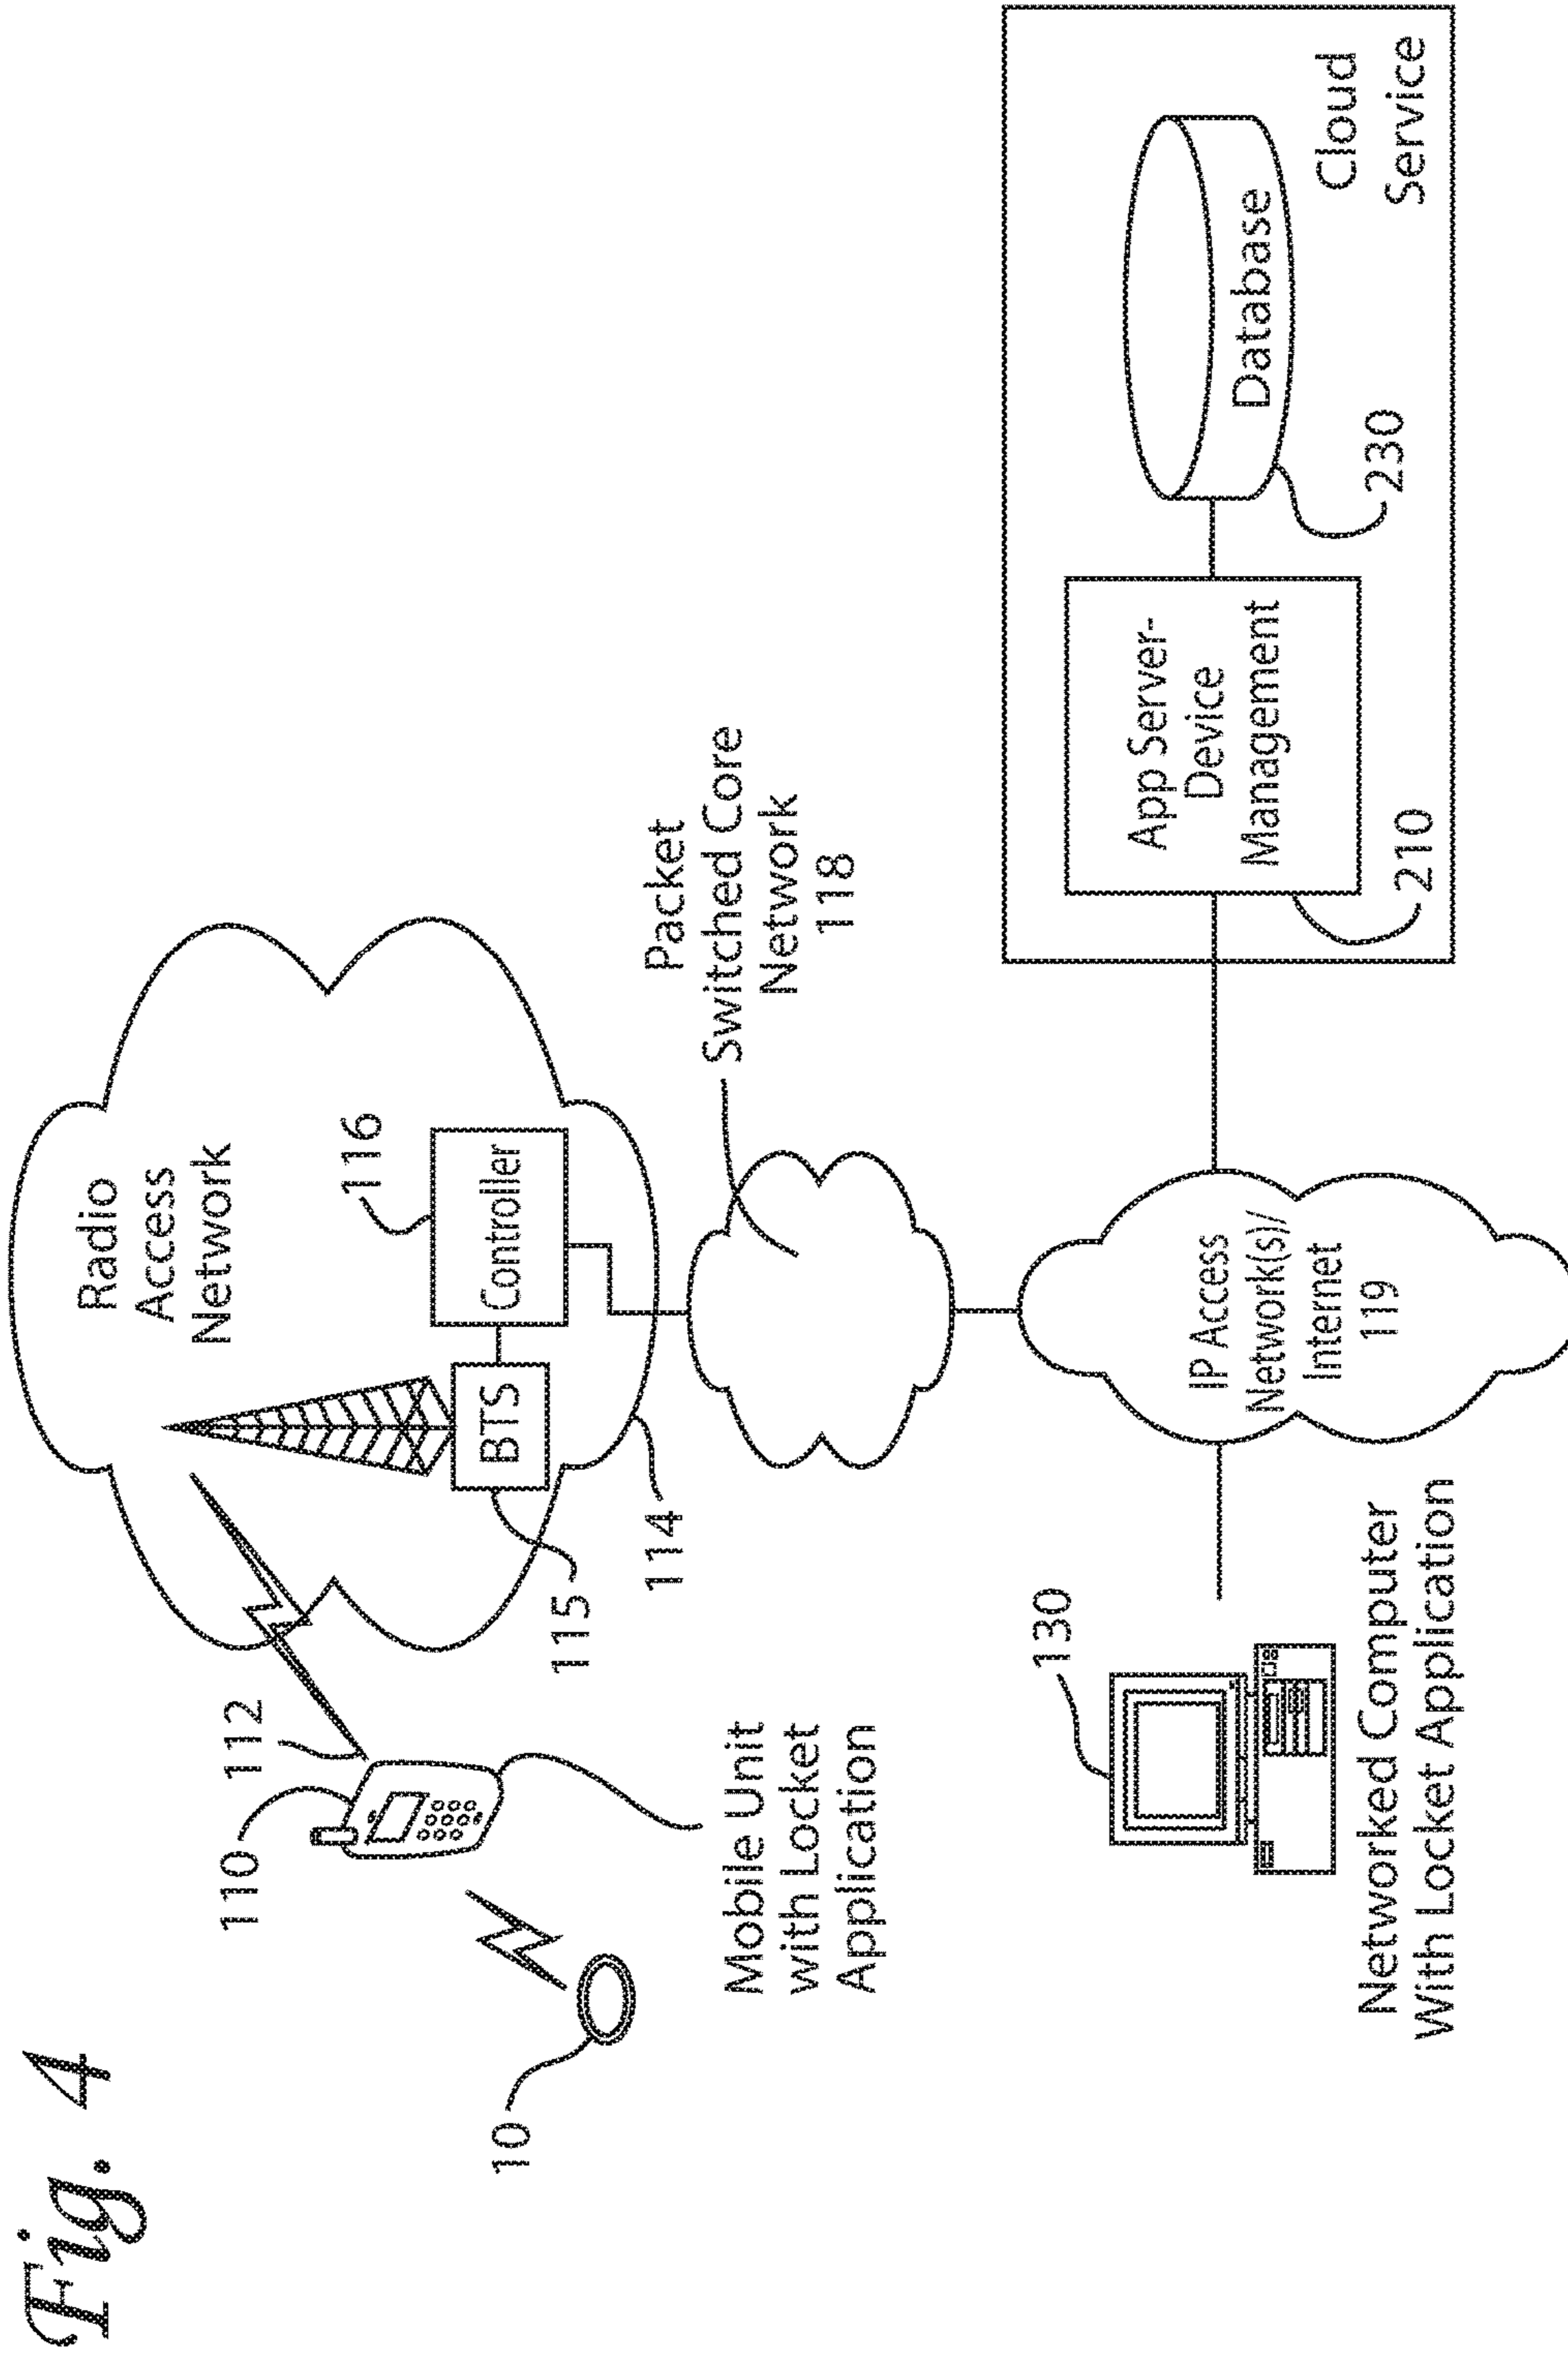 Fig. 4
Radio
Access
Network
116
Controller
BTS
115
114
110
112
10
Mobile Unit
with Locket
Application
Packet
Switched Core
Network
118
130
Networked Computer
With Locket Application
IP Access
Network(s)/
Internet
119
App Server-
Device
Management
210
Database
230
Cloud
Service